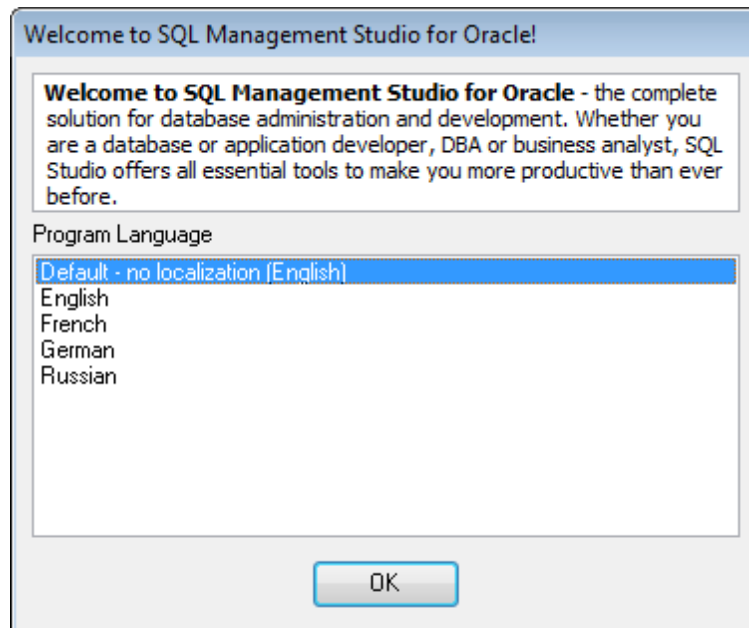 Welcome to SQL Management Studio for Oracle!
Welcome to SQL Management Studio for Oracle - the complete
solution for database administration and development. Whether you
are a database or application developer, DBA or business analyst, SQL
Studio offers all essential tools to make you more productive than ever
before.
Program Language
Default - no localization (English)
English
French
German
Russian
OK